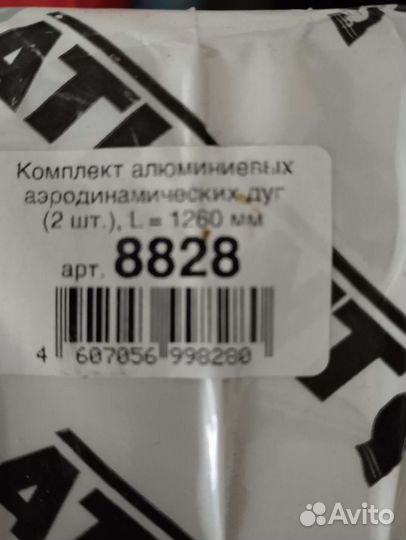 Комплект алюминиевых
аэродинамических дуг
(2 шт.), L = 1260 мм
арт. 8828
4 607056 998280
Avito